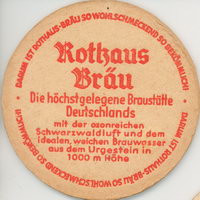 DARUM IST ROTHAUS-BRÄU SO WOHLSCHMECKEND SO BEKÖMMLICH!
Rothaus
Bräu
Die höchstgelegene Braustätte
Deutschlands
mit der ozonreichen
Schwarzwaldluft und dem
idealen, weichen Brauwasser
aus dem Urgestein in
1000 m Höhe
DARUM IST ROTHAUS-BRÄU SO WOHLSCHMECKEND SO BEKÖMMLICH!